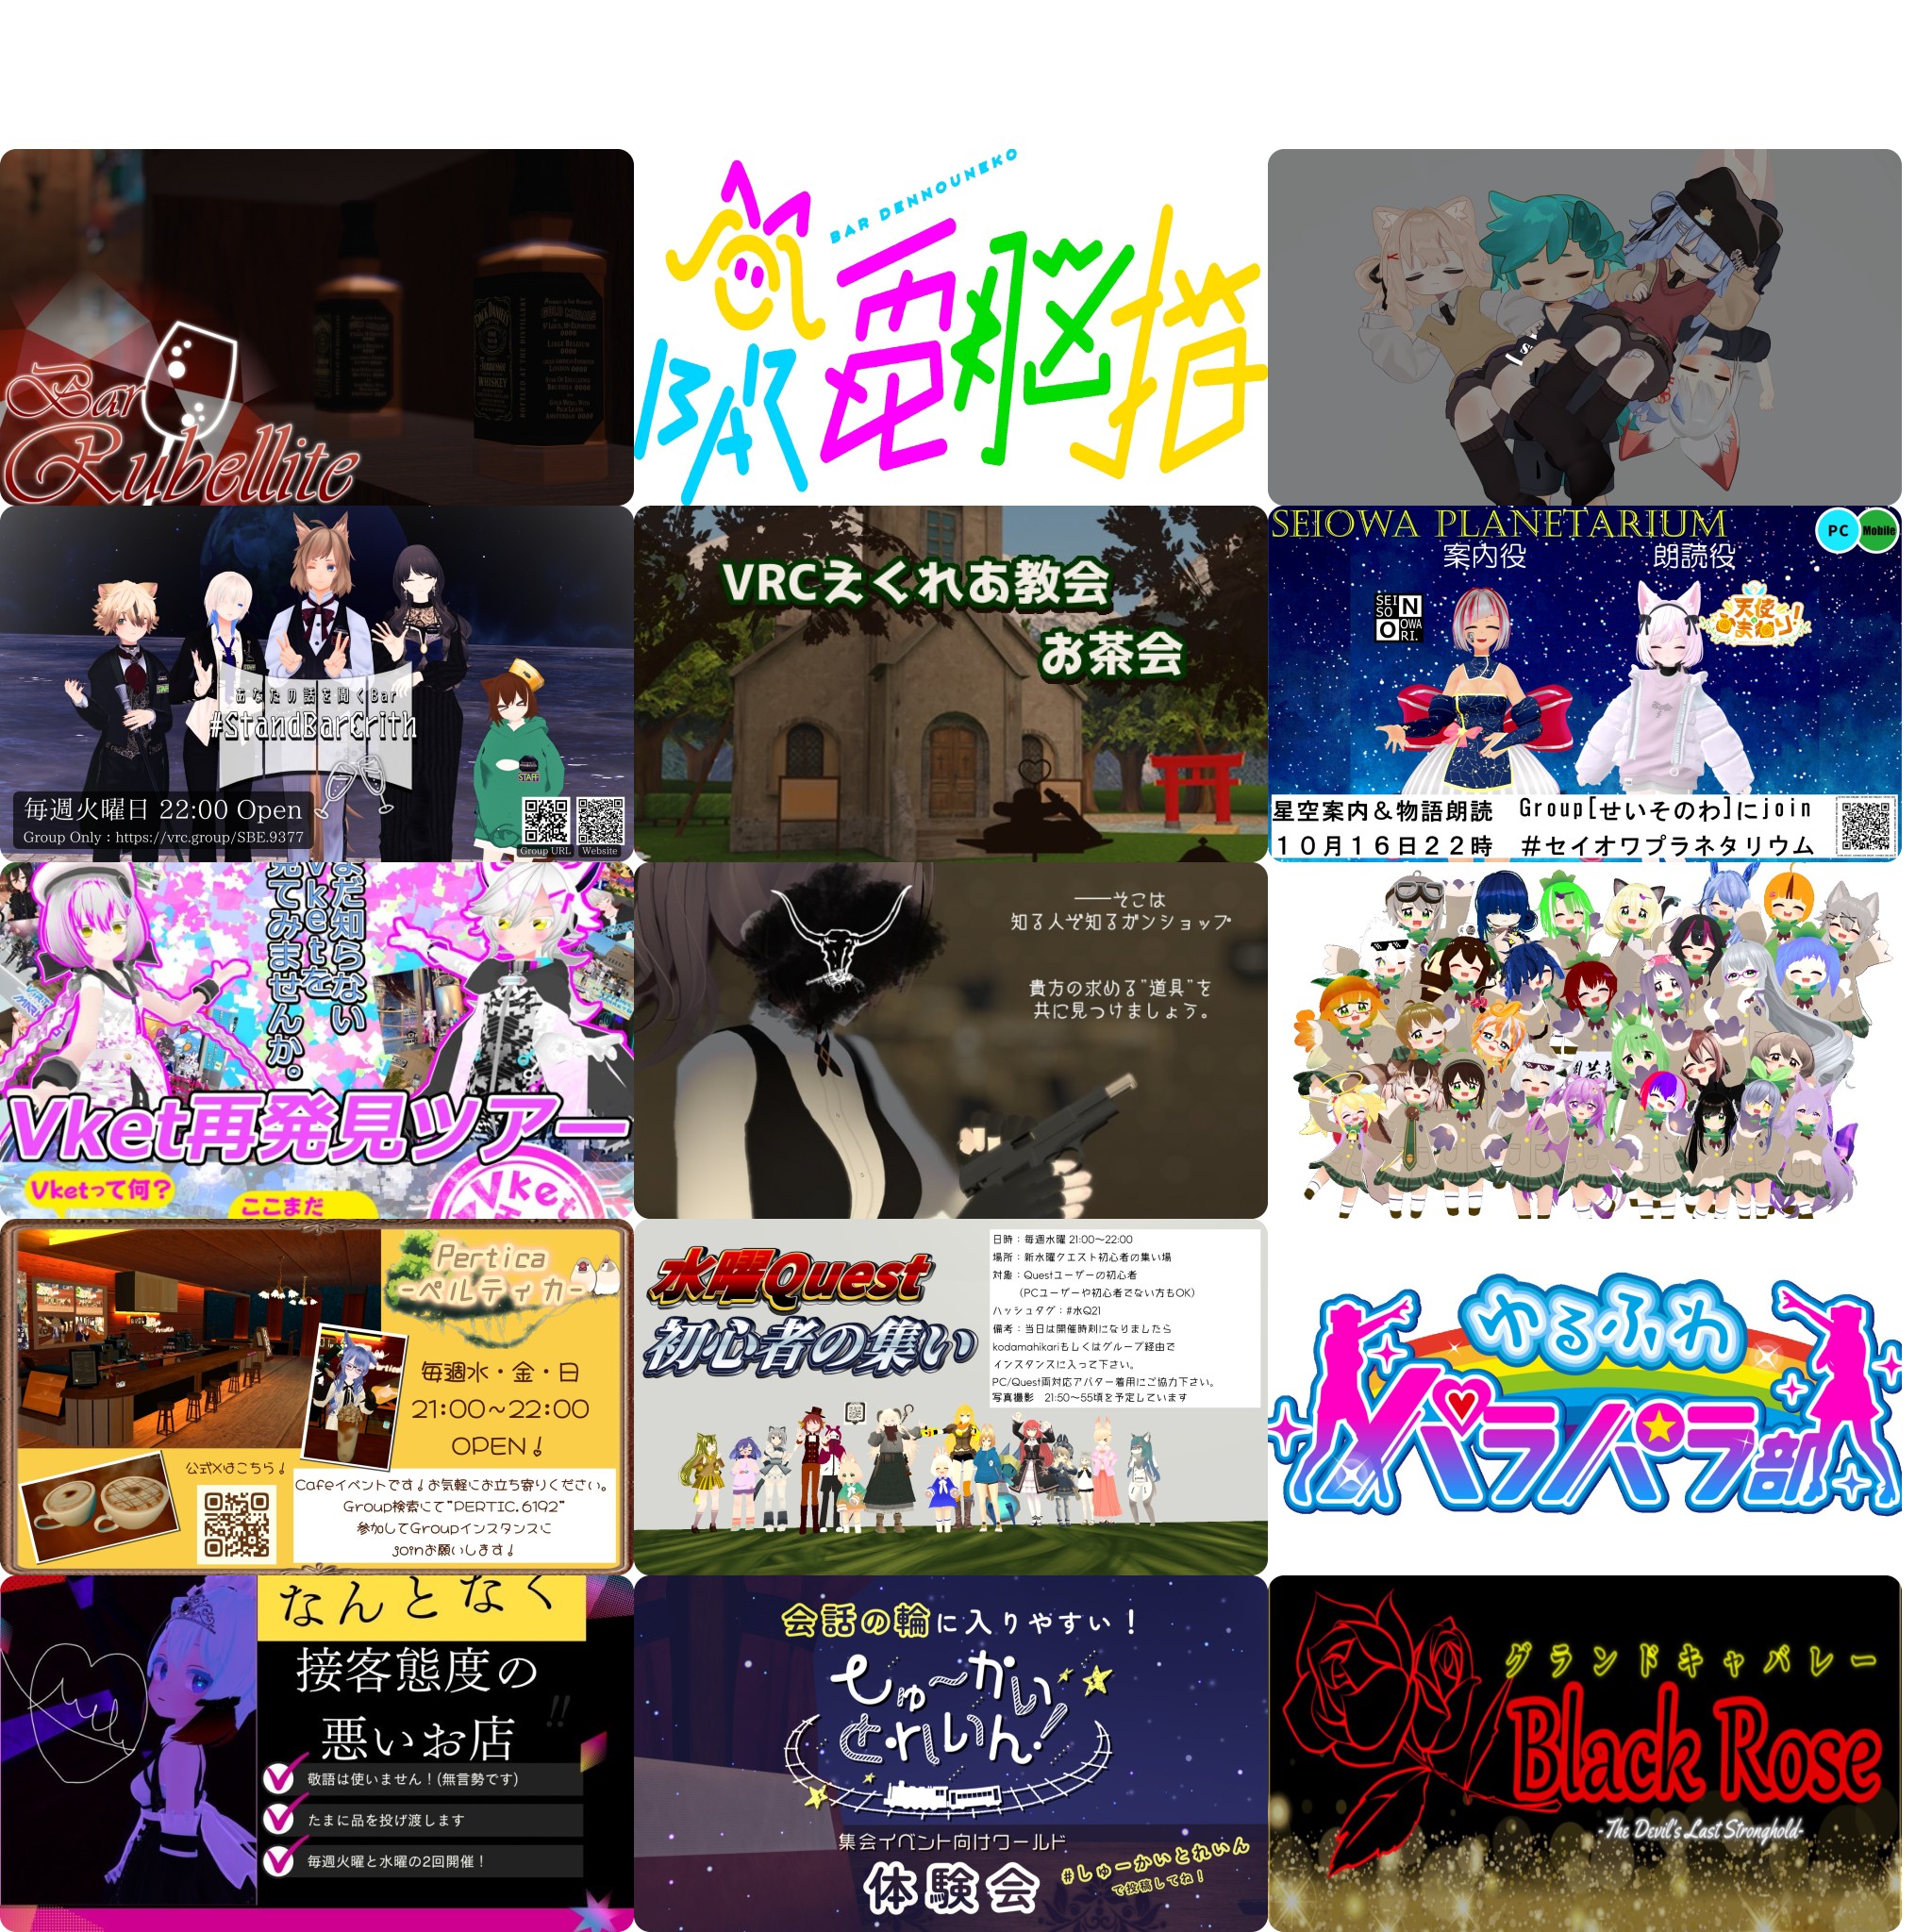 Bar
Rubellite
BAR DENNOUNEKO
BAR 電脳猫
あなたの話を聞くBar
#StandBarCrith
毎週火曜日 22:00 Open
Group Only : https://vrc.group/SBE.9377
Group URL
Website
STAFF
VRCえくれあ教会
お茶会
SEIOWA PLANETARIUM
PC
Mobile
案内役
朗読役
SEI
SO
NO
OWA
RI.
天使
ひまわり!
星空案内&物語朗読
Group[せいそのわ]にjoin
10月16日22時
#セイオワプラネタリウム
まだ知らない
Vketを
見てみませんか。
Vket再発見ツアー
Vketって何?
ここまだ
Vket
──そこは
知る人ぞ知るガンショップ
貴方の求める"道具"を
共に見つけましょう。
Pertica
-ペルティカ-
毎週水・金・日
21:00~22:00
OPEN!
公式Xはこちら!
Cafeイベントです!お気軽にお立ち寄りください。
Group検索にて"PERTIC.6192"
参加してGroupインスタンスに
joinお願いします!
水曜Quest
初心者の集い
日時:毎週水曜 21:00~22:00
場所:新水曜クエスト初心者の集い場
対象:Questユーザーの初心者
(PCユーザーや初心者でない方もOK)
ハッシュタグ:#水Q21
備考:当日は開催時刻になりましたら
kodamahikariもしくはグループ経由で
インスタンスに入って下さい。
PC/Quest両対応アバター着用にご協力下さい。
写真撮影 21:50~55頃を予定しています
ゆるふわ
パラパラ部
なんとなく
接客態度の
悪いお店
!!
敬語は使いません!(無言勢です)
たまに品を投げ渡します
毎週火曜と水曜の2回開催!
会話の輪に入りやすい!
しゅ~かい
とれいん!
集会イベント向けワールド
体験会
#しゅーかいとれいん
で投稿してね!
グランドキャバレー
Black Rose
-The Devil's Last Stronghold-